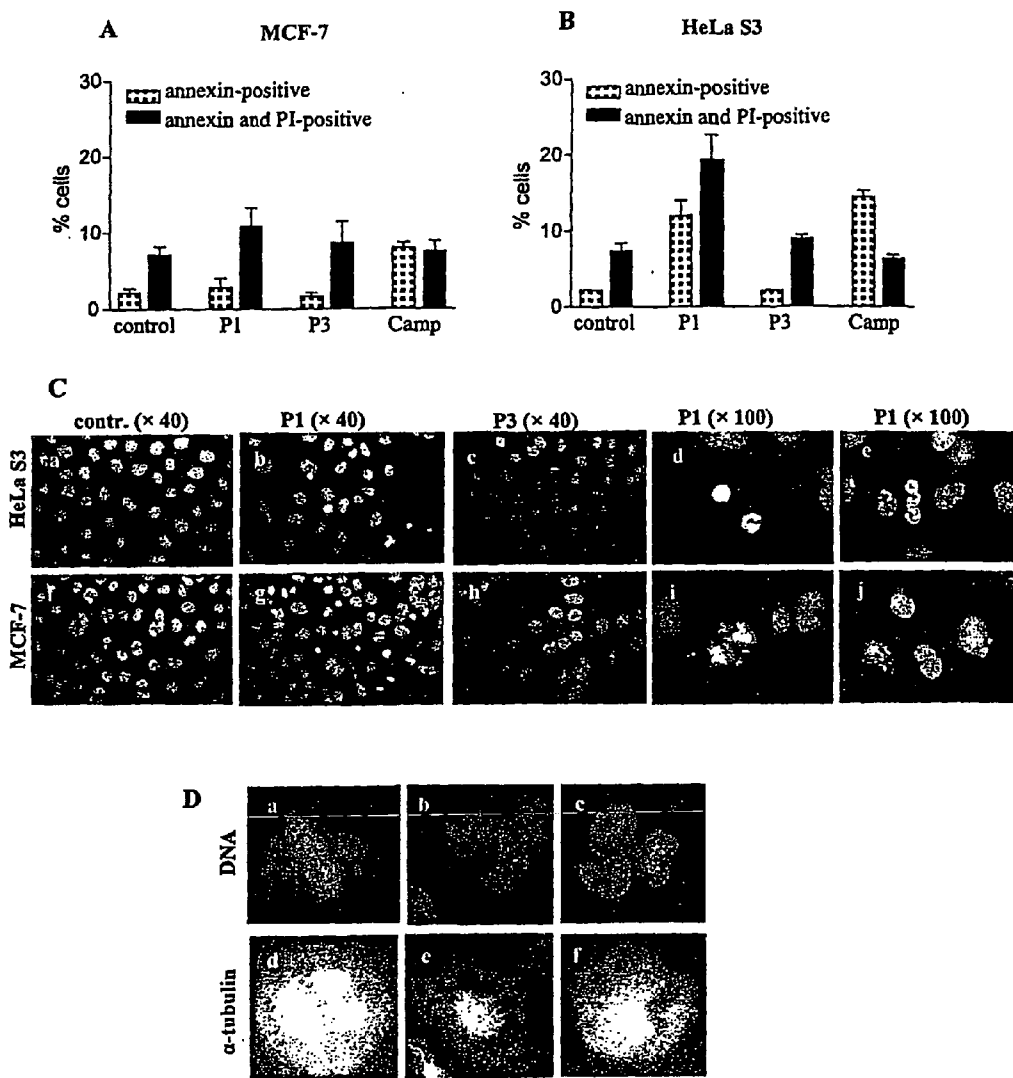 A
MCF-7
30
20
10
0
% cells
annexin-positive
annexin and PI-positive
control P1 P3 Camp
B
HeLa S3
30
20
10
0
% cells
annexin-positive
annexin and PI-positive
control P1 P3 Camp
C
contr. (× 40) P1 (× 40) P3 (× 40) P1 (× 100) P1 (× 100)
HeLa S3
a b c d e
MCF-7
f g h i j
D
DNA
a b c
α-tubulin
d e f